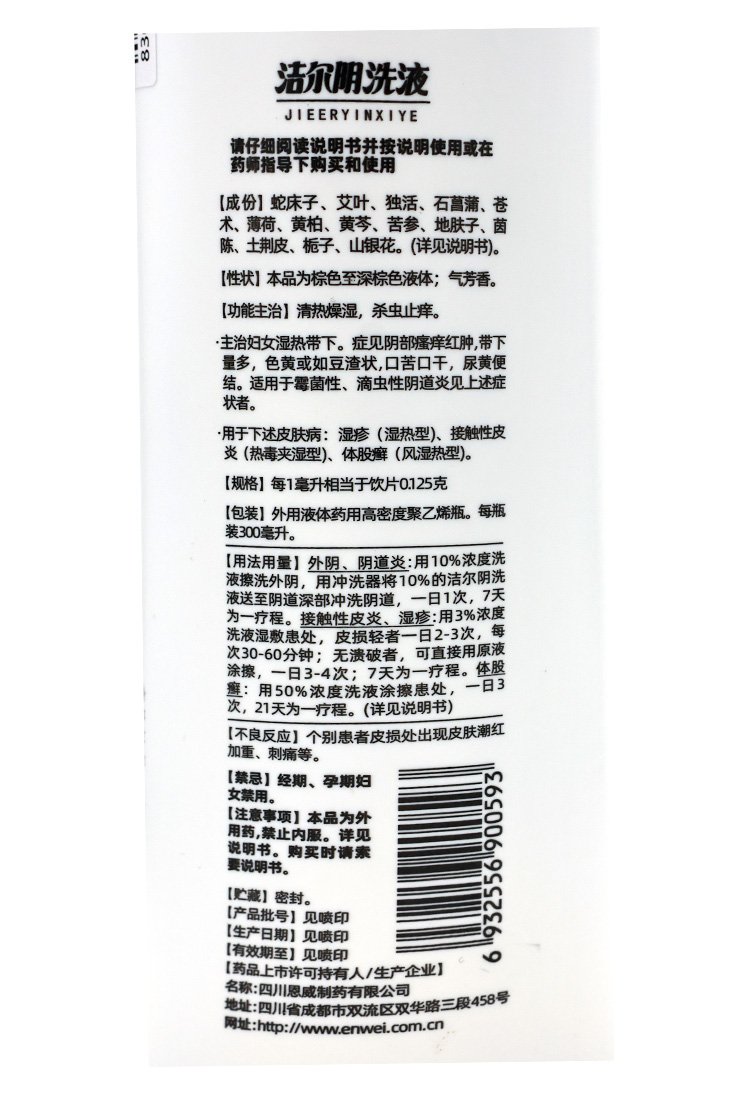 83
洁尔阴洗液
JIEERYINXIYE
请仔细阅读说明书并按说明使用或在
药师指导下购买和使用
【成份】蛇床子、艾叶、独活、石菖蒲、苍
术、薄荷、黄柏、黄芩、苦参、地肤子、茵
陈、土荆皮、栀子、山银花。(详见说明书)。
【性状】本品为棕色至深棕色液体；气芳香。
【功能主治】清热燥湿，杀虫止痒。
·主治妇女湿热带下。症见阴部瘙痒红肿,带下
量多，色黄或如豆渣状,口苦口干，尿黄便
结。适用于霉菌性、滴虫性阴道炎见上述症
状者。
·用于下述皮肤病：湿疹（湿热型)、接触性皮
炎（热毒夹湿型)、体股癣（风湿热型)。
【规格】每1毫升相当于饮片0.125克
【包装】外用液体药用高密度聚乙烯瓶。每瓶
装300毫升。
【用法用量】外阴、阴道炎:用10%浓度洗
液擦洗外阴，用冲洗器将10%的洁尔阴洗
液送至阴道深部冲洗阴道，一日1次，7天
为一疗程。接触性皮炎、湿疹:用3%浓度
洗液湿敷患处，皮损轻者一日2-3次，每
次30-60分钟；无溃破者，可直接用原液
涂擦，一日3-4次；7天为一疗程。体股
癣：用50%浓度洗液涂擦患处，一日3
次，21天为一疗程。(详见说明书)
【不良反应】个别患者皮损处出现皮肤潮红
加重、刺痛等。
【禁忌】经期、孕期妇
女禁用。
【注意事项】本品为外
用药,禁止内服。详见
说明书。购买时请索
要说明书。
6 932556 900593
【贮藏】密封。
【产品批号】见喷印
【生产日期】见喷印
【有效期至】见喷印
【药品上市许可持有人/生产企业】
名称:四川恩威制药有限公司
地址:四川省成都市双流区双华路三段458号
网址:http://www.enwei.com.cn